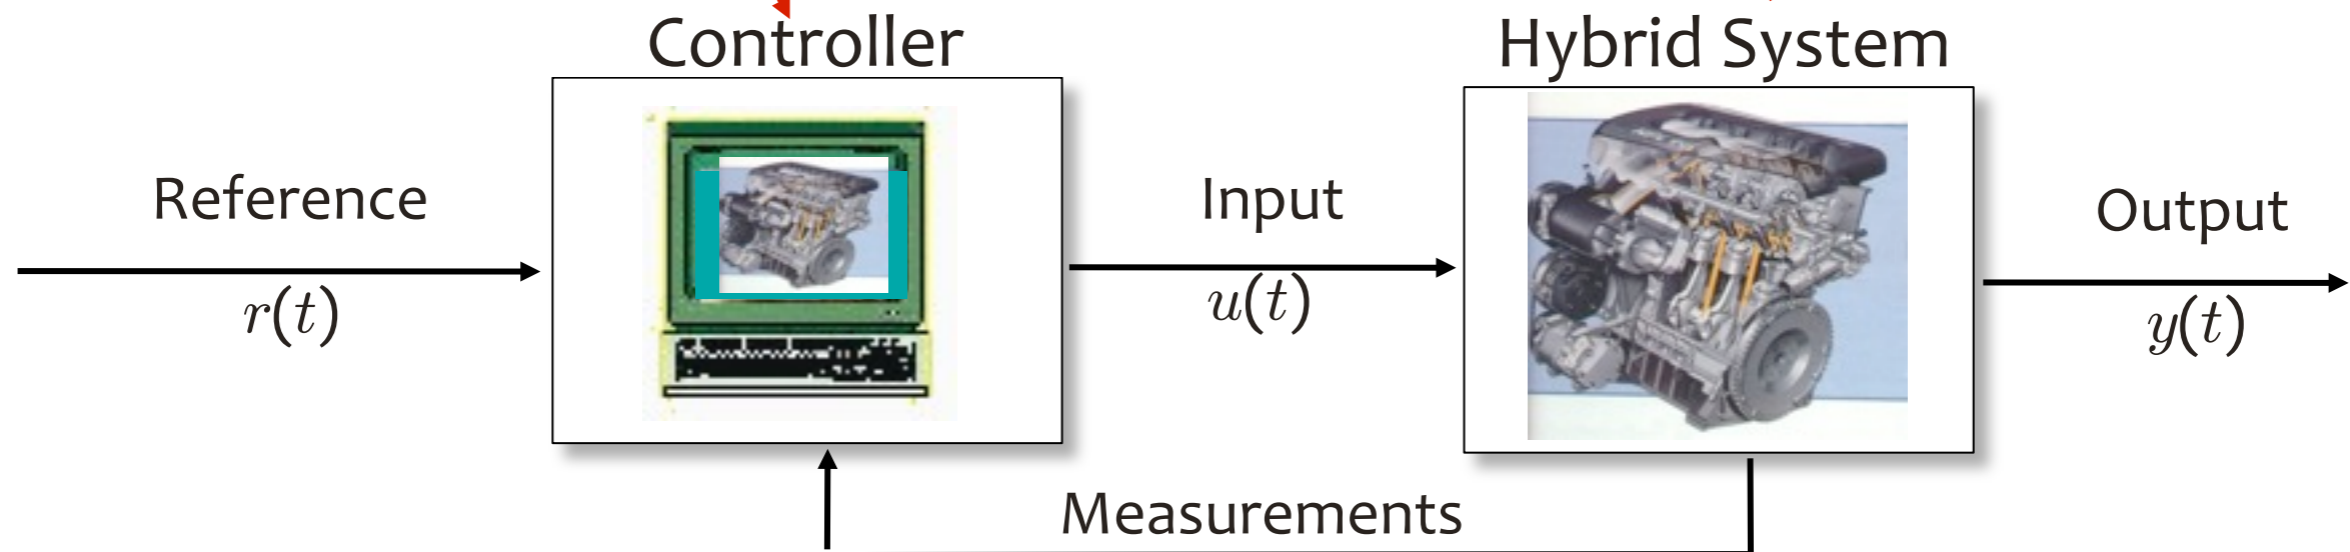 Controller
Hybrid System
Reference
r(t)
Input
u(t)
Output
y(t)
Measurements